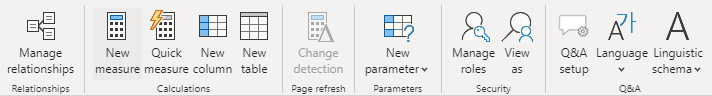 Manage
relationships
New
measure
Quick
measure
New
column
New
table
Change
detection
New
parameter
Manage
roles
View
as
Q&A
setup
Language
Linguistic
schema
Relationships
Calculations
Page refresh
Parameters
Security
Q&A